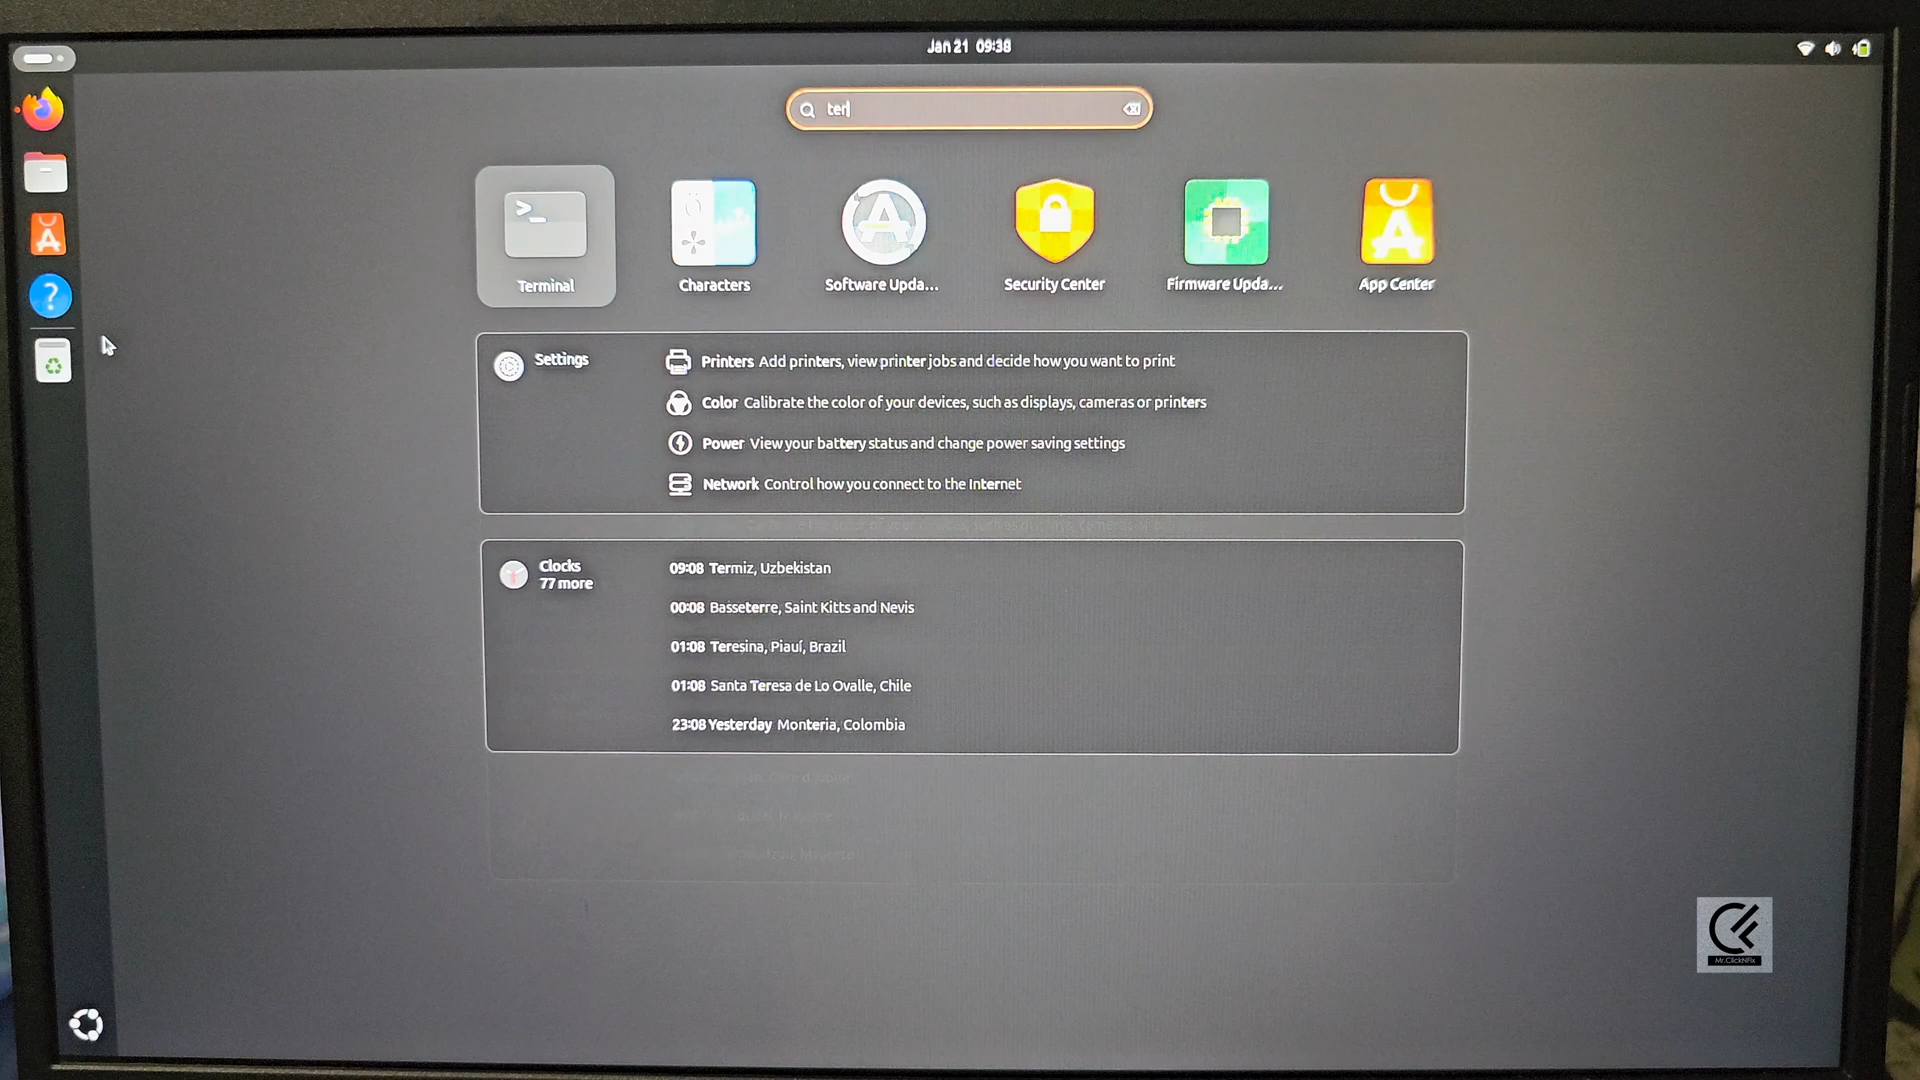 Jan 21 09:38
ter
Terminal
Characters
Software Upda...
Security Center
Firmware Upda...
App Center
Settings
Printers Add printers, view printer jobs and decide how you want to print
Color Calibrate the color of your devices, such as displays, cameras or printers
Power View your battery status and change power saving settings
Network Control how you connect to the Internet
Clocks
77 more
09:08 Termiz, Uzbekistan
00:08 Basseterre, Saint Kitts and Nevis
01:08 Teresina, Piauí, Brazil
01:08 Santa Teresa de Lo Ovalle, Chile
23:08 Yesterday Monteria, Colombia
Mr.ClickNFix